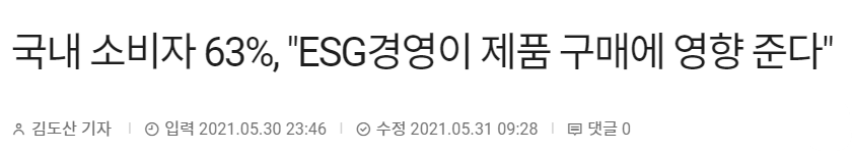 국내 소비자 63%, "ESG경영이 제품 구매에 영향 준다"
김도산 기자 | 입력 2021.05.30 23:46 | 수정 2021.05.31 09:28 | 댓글 0